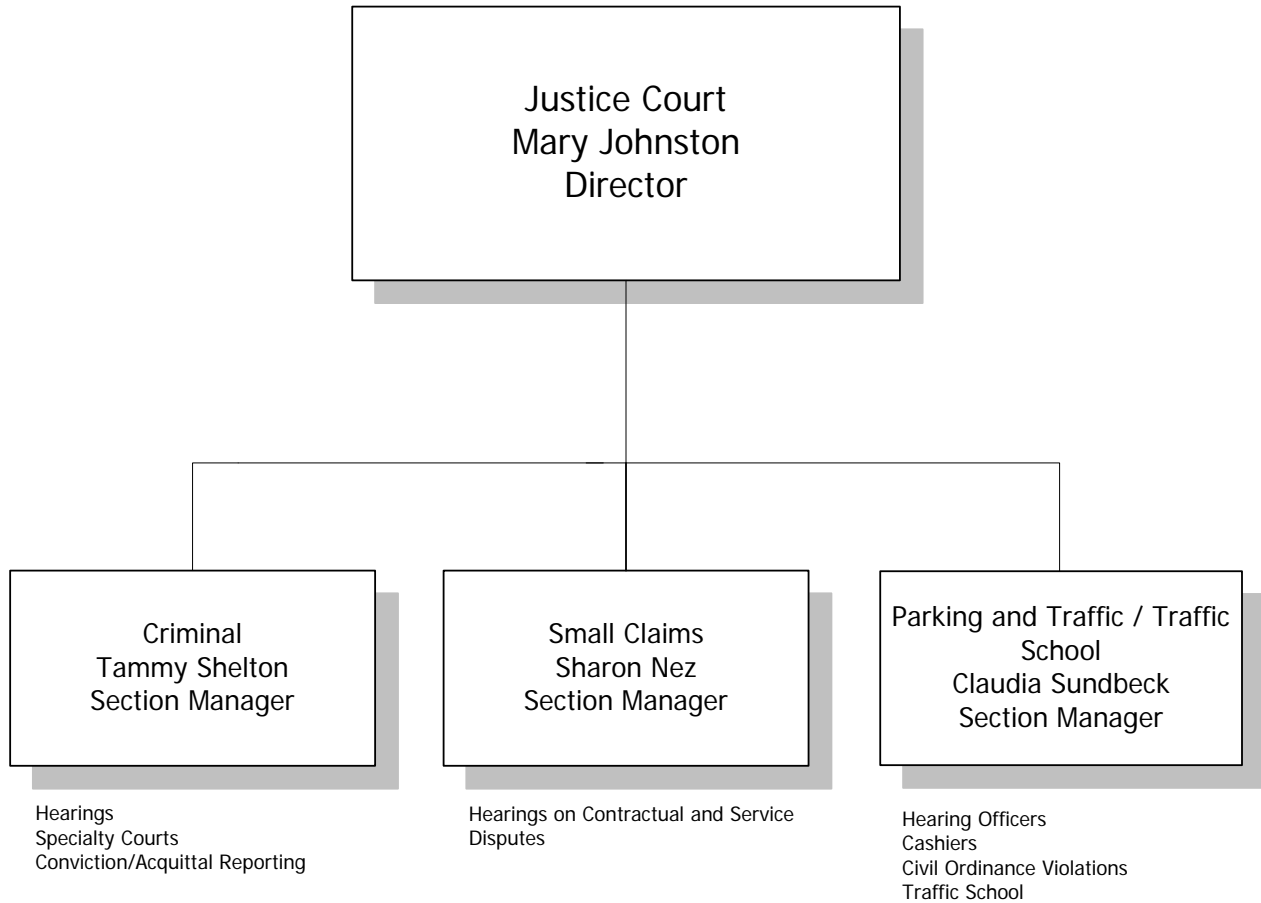 Justice Court
Mary Johnston
Director
Criminal
Tammy Shelton
Section Manager
Small Claims
Sharon Nez
Section Manager
Parking and Traffic / Traffic
School
Claudia Sundbeck
Section Manager
Hearings
Specialty Courts
Conviction/Acquittal Reporting
Hearings on Contractual and Service
Disputes
Hearing Officers
Cashiers
Civil Ordinance Violations
Traffic School